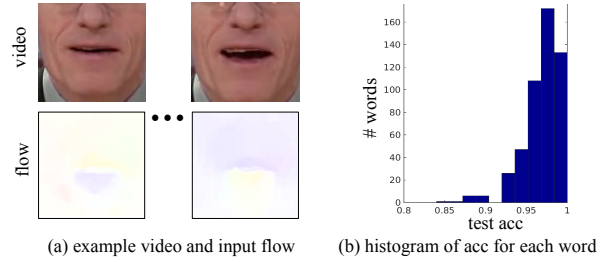 video
flow
(a) example video and input flow
# words
160
140
120
100
80
60
40
20
0
0.8 0.85 0.9 0.95 1
test acc
(b) histogram of acc for each word